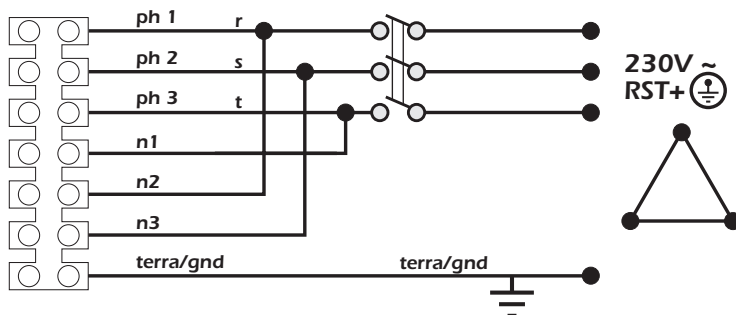 ph 1 r
ph 2 s
ph 3 t
n1
n2
n3
terra/gnd terra/gnd
230V ~
RST+